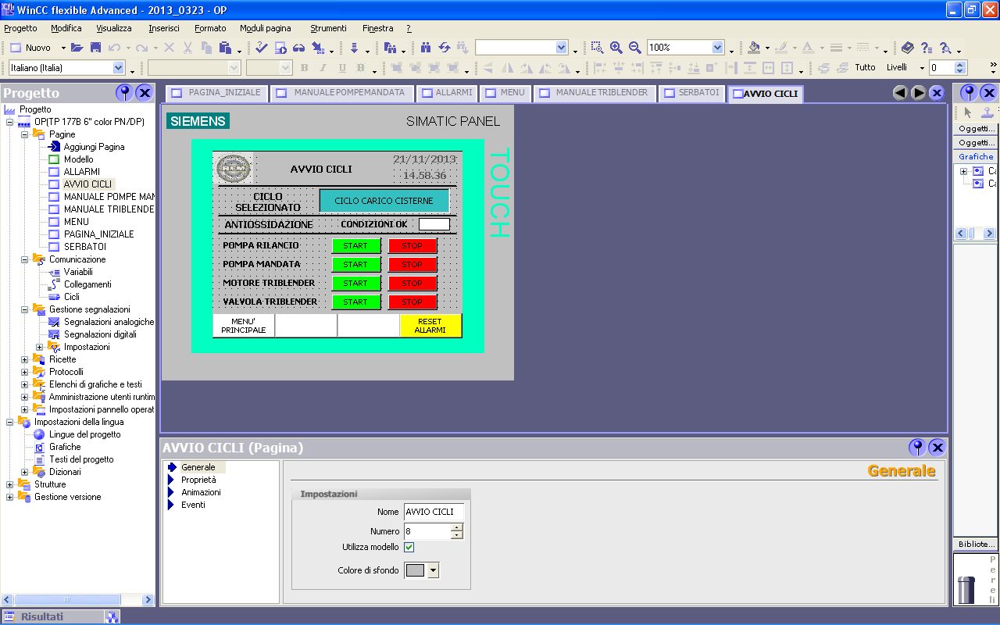 WinCC flexible Advanced - 2013_0323 - OP
Progetto Modifica Visualizza Inserisci Formato Moduli pagina Strumenti Finestra ?
Nuovo 100%
Italiano (Italia) B I U B Tutto Livelli 0
Progetto
Progetto
OP(TP 177B 6" color PN/DP)
Pagine
Aggiungi Pagina
Modello
ALLARMI
AVVIO CICLI
MANUALE POMPE MAN
MANUALE TRIBLENDE
MENU
PAGINA_INIZIALE
SERBATOI
Comunicazione
Variabili
Collegamenti
Cicli
Gestione segnalazioni
Segnalazioni analogiche
Segnalazioni digitali
Impostazioni
Ricette
Protocolli
Elenchi di grafiche e testi
Amministrazione utenti runtim
Impostazioni pannello operat
Impostazioni della lingua
Lingue del progetto
Grafiche
Testi del progetto
Dizionari
Strutture
Gestione versione
Risultati
PAGINA_INIZIALE MANUALE POMPE MANDATA ALLARMI MENU MANUALE TRIBLENDER SERBATOI AVVIO CICLI
SIEMENS SIMATIC PANEL
TOUCH
REM
AVVIO CICLI
21/11/2013
14.58.36
CICLO
SELEZIONATO
CICLO CARICO CISTERNE
ANTIOSSIDAZIONE CONDIZIONI OK
POMPA RILANCIO START STOP
POMPA MANDATA START STOP
MOTORE TRIBLENDER START STOP
VALVOLA TRIBLENDER START STOP
MENU'
PRINCIPALE
RESET
ALLARMI
AVVIO CICLI (Pagina)
Generale
Proprietà
Animazioni
Eventi
Generale
Impostazioni
Nome AVVIO CICLI
Numero 8
Utilizza modello
Colore di sfondo
Oggetti...
Oggetti...
Grafiche
Ca
Ca
Bibliote...
P
e
r
e
li